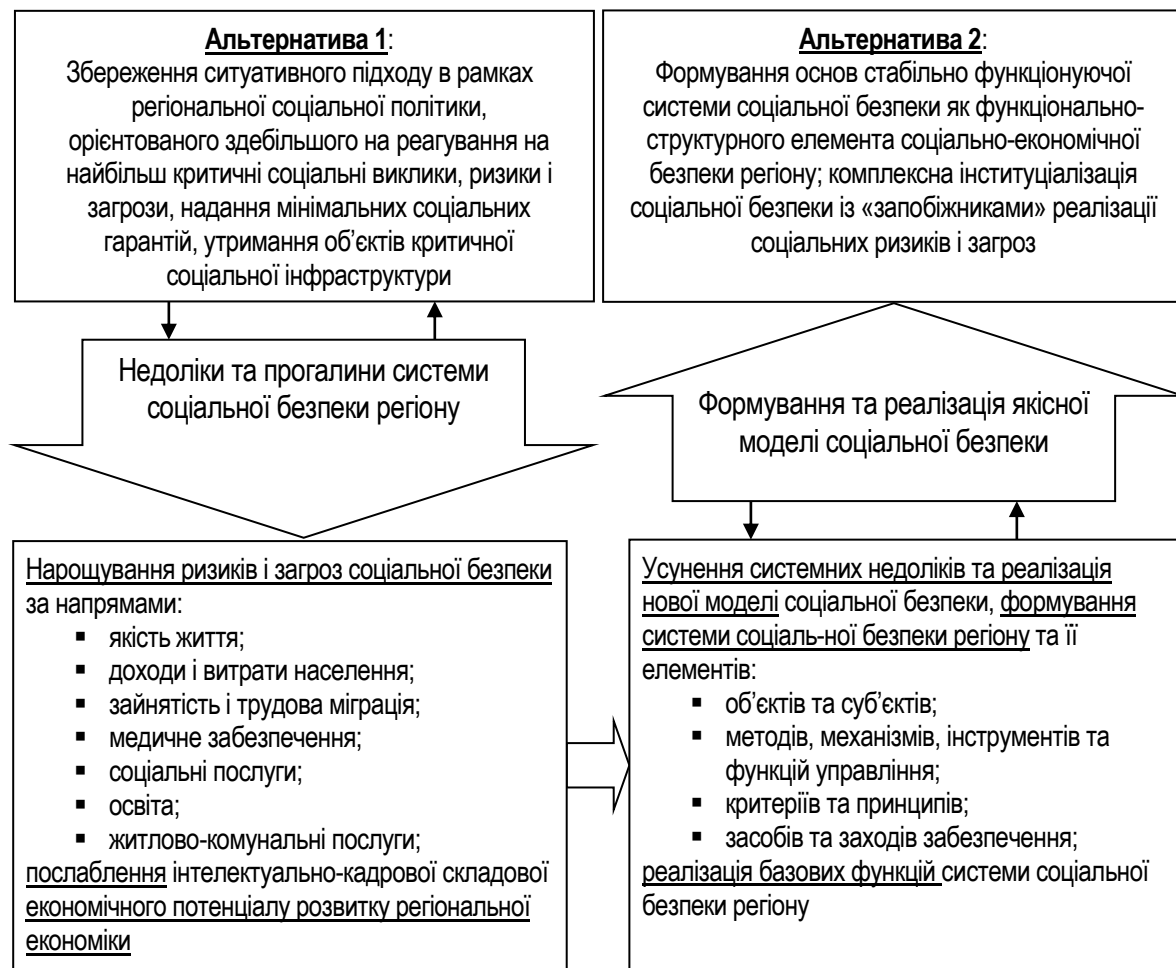 Альтернатива 1:
Збереження ситуативного підходу в рамках
регіональної соціальної політики,
орієнтованого здебільшого на реагування на
найбільш критичні соціальні виклики, ризики і
загрози, надання мінімальних соціальних
гарантій, утримання об’єктів критичної
соціальної інфраструктури
Альтернатива 2:
Формування основ стабільно функціонуючої
системи соціальної безпеки як функціонально-
структурного елемента соціально-економічної
безпеки регіону; комплексна інституціалізація
соціальної безпеки із «запобіжниками» реалізації
соціальних ризиків і загроз
Недоліки та прогалини системи
соціальної безпеки регіону
Формування та реалізація якісної
моделі соціальної безпеки
Нарощування ризиків і загроз соціальної безпеки
за напрямами:
▪ якість життя;
▪ доходи і витрати населення;
▪ зайнятість і трудова міграція;
▪ медичне забезпечення;
▪ соціальні послуги;
▪ освіта;
▪ житлово-комунальні послуги;
послаблення інтелектуально-кадрової складової
економічного потенціалу розвитку регіональної
економіки
Усунення системних недоліків та реалізація
нової моделі соціальної безпеки, формування
системи соціаль-ної безпеки регіону та її
елементів:
▪ об’єктів та суб’єктів;
▪ методів, механізмів, інструментів та
функцій управління;
▪ критеріїв та принципів;
▪ засобів та заходів забезпечення;
реалізація базових функцій системи соціальної
безпеки регіону